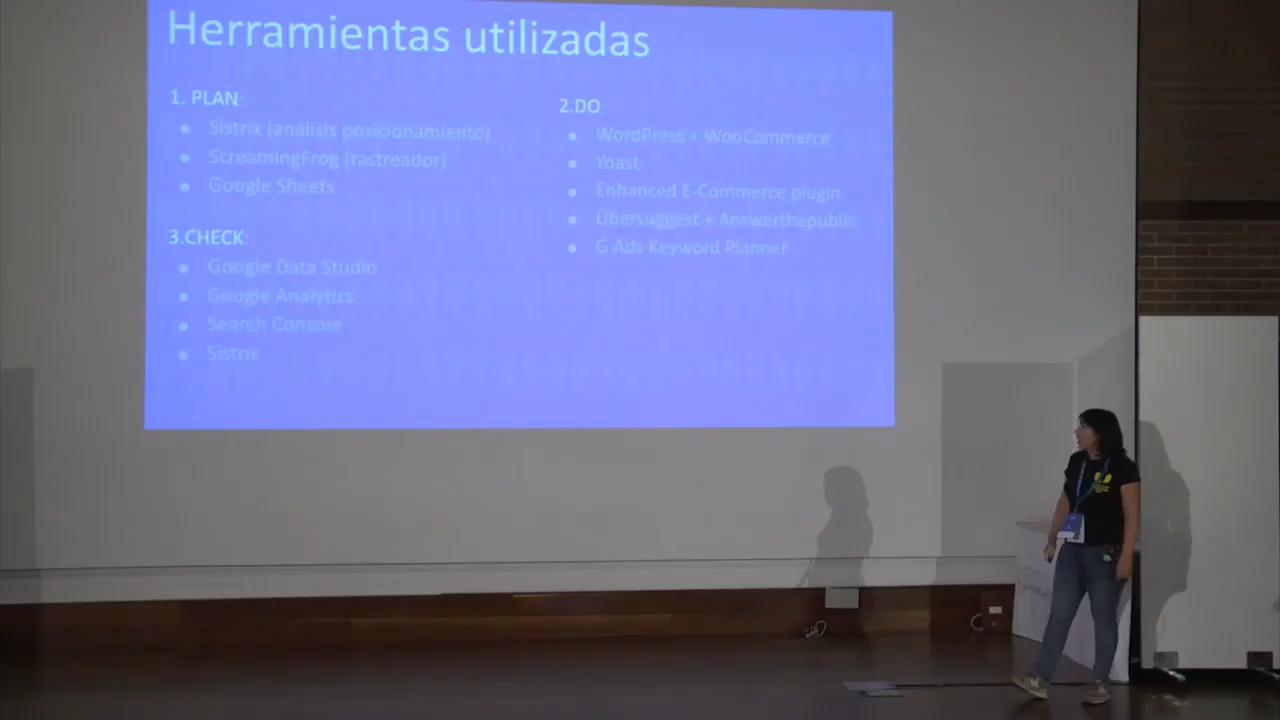 Herramientas utilizadas
1. PLAN:
● Sistrix (análisis posicionamiento)
● ScreamingFrog (rastreador)
● Google Sheets
3.CHECK:
● Google Data Studio
● Google Analytics
● Search Console
● Sistrix
2.DO
● WordPress + WooCommerce
● Yoast
● Enhanced E-Commerce plugin
● Ubersuggest + Answerthepublic
● G Ads Keyword Planner